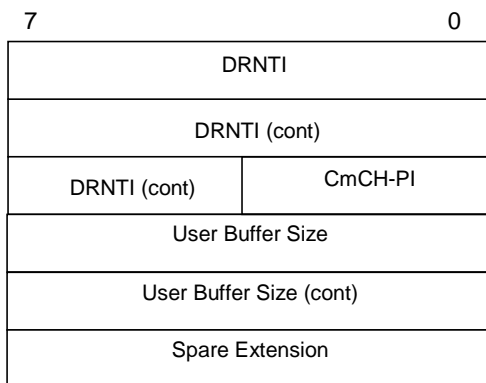 7 0
DRNTI
DRNTI (cont)
DRNTI (cont) CmCH-PI
User Buffer Size
User Buffer Size (cont)
Spare Extension